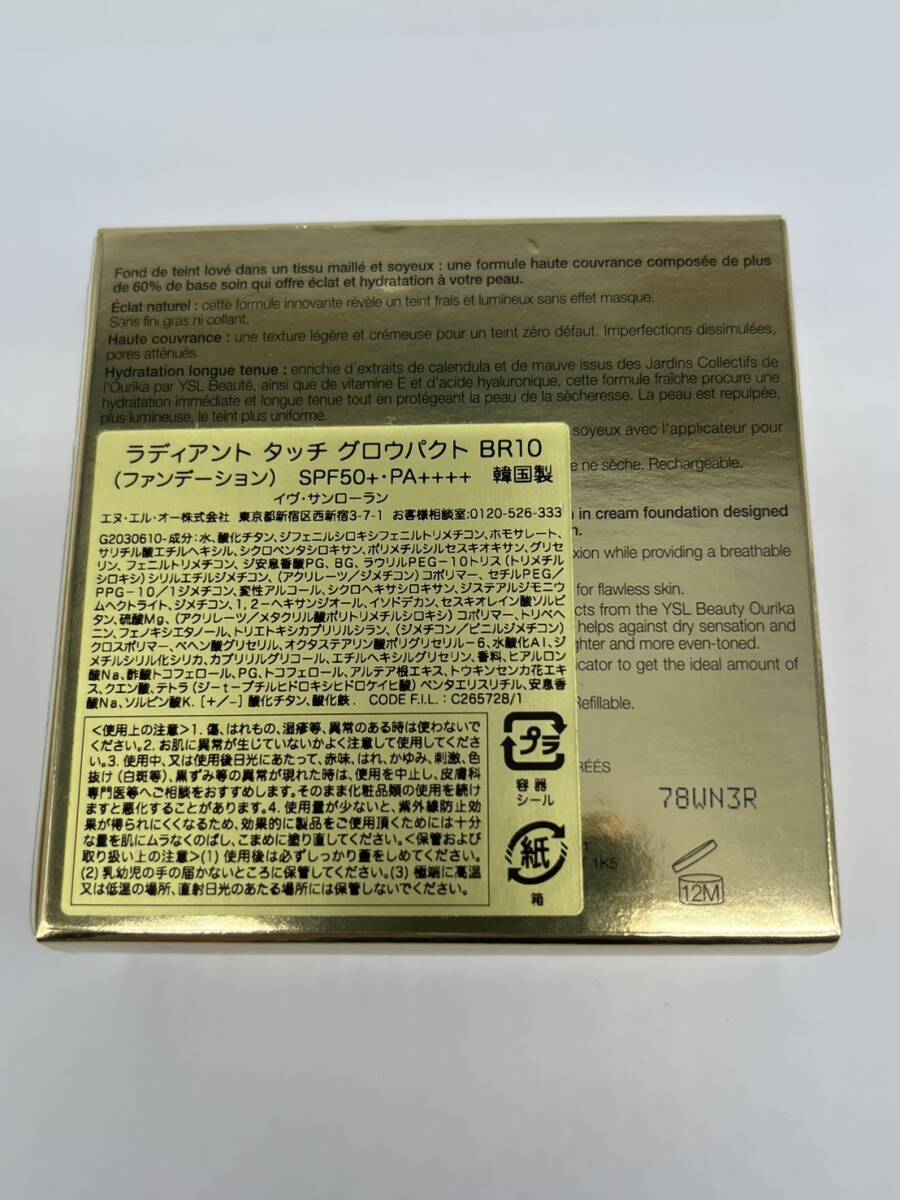 Fond de teint lové dans un tissu maillé et soyeux : une formule haute couvrance composée de plus
de 60% de base soin qui offre éclat et hydratation à votre peau.
Éclat naturel : cette formule innovante révèle un teint frais et lumineux sans effet masque.
Sans fini gras ni collant.
Haute couvrance : une texture légère et crémeuse pour un teint zéro défaut. Imperfections dissimulées,
pores atténués.
Hydratation longue tenue : enrichie d'extraits de calendula et de mauve issus des Jardins Collectifs de
l'Ourika par YSL Beauté, ainsi que de vitamine E et d'acide hyaluronique, cette formule fraîche procure une
hydratation immédiate et longue tenue tout en protégeant la peau de la sècheresse. La peau est repulpée,
plus lumineuse, le teint plus uniforme.
soyeux avec l'applicateur pour
e ne sèche. Rechargeable.
in cream foundation designed
n.
xion while providing a breathable
for flawless skin.
cts from the YSL Beauty Ourika
helps against dry sensation and
ghter and more even-toned.
icator to get the ideal amount of
Refillable.
RÉÉS
78WN3R
1K5
12M
ラディアント タッチ グロウパクト BR10
(ファンデーション) SPF50+・PA++++ 韓国製
イヴ・サンローラン
エヌ・エル・オー株式会社 東京都新宿区西新宿3-7-1 お客様相談室:0120-526-333
G2030610-成分:水、酸化チタン、ジフェニルシロキシフェニルトリメチコン、ホモサレート、
サリチル酸エチルヘキシル、シクロペンタシロキサン、ポリメチルシルセスキオキサン、グリセ
リン、フェニルトリメチコン、ジ安息香酸PG、BG、ラウリルPEG-10トリス(トリメチル
シロキシ)シリルエチルジメチコン、(アクリレーツ/ジメチコン)コポリマー、セチルPEG/
PPG-10/1ジメチコン、変性アルコール、シクロヘキサシロキサン、ジステアルジモニウ
ムヘクトライト、ジメチコン、1,2-ヘキサンジオール、イソドデカン、セスキオレイン酸ソルビ
タン、硫酸Mg、(アクリレーツ/メタクリル酸ポリトリメチルシロキシ)コポリマー、トリベヘ
ニン、フェノキシエタノール、トリエトキシカプリリルシラン、(ジメチコン/ビニルジメチコン)
クロスポリマー、ベヘン酸グリセリル、オクタステアリン酸ポリグリセリル-6、水酸化Al、ジ
メチルシリル化シリカ、カプリリルグリコール、エチルヘキシルグリセリン、香料、ヒアルロン
酸Na、酢酸トコフェロール、PG、トコフェロール、アルテア根エキス、トウキンセンカ花エキ
ス、クエン酸、テトラ(ジ-t-ブチルヒドロキシヒドロケイヒ酸)ペンタエリスリチル、安息香
酸Na、ソルビン酸K. [+/-] 酸化チタン、酸化鉄 . CODE F.I.L. : C265728/1
<使用上の注意>1. 傷、はれもの、湿疹等、異常のある時は使わないで
ください。2. お肌に異常が生じていないかよく注意して使用してくださ
い。3. 使用中、又は使用後日光にあたって、赤味、はれ、かゆみ、刺激、色
抜け(白斑等)、黒ずみ等の異常が現れた時は、使用を中止し、皮膚科
専門医等へご相談をおすすめします。そのまま化粧品類の使用を続け
ますと悪化することがあります。4. 使用量が少ないと、紫外線防止効
果が得られにくくなるため、効果的に製品をご使用頂くためには十分
な量を肌にムラなくのばし、こまめに塗り直してください。<保管および
取り扱い上の注意>(1) 使用後は必ずしっかり蓋をしめてください。
(2) 乳幼児の手の届かないところに保管してください。(3) 極端に高温
又は低温の場所、直射日光のあたる場所には保管しないでください。
プラ
容器
シール
紙
箱